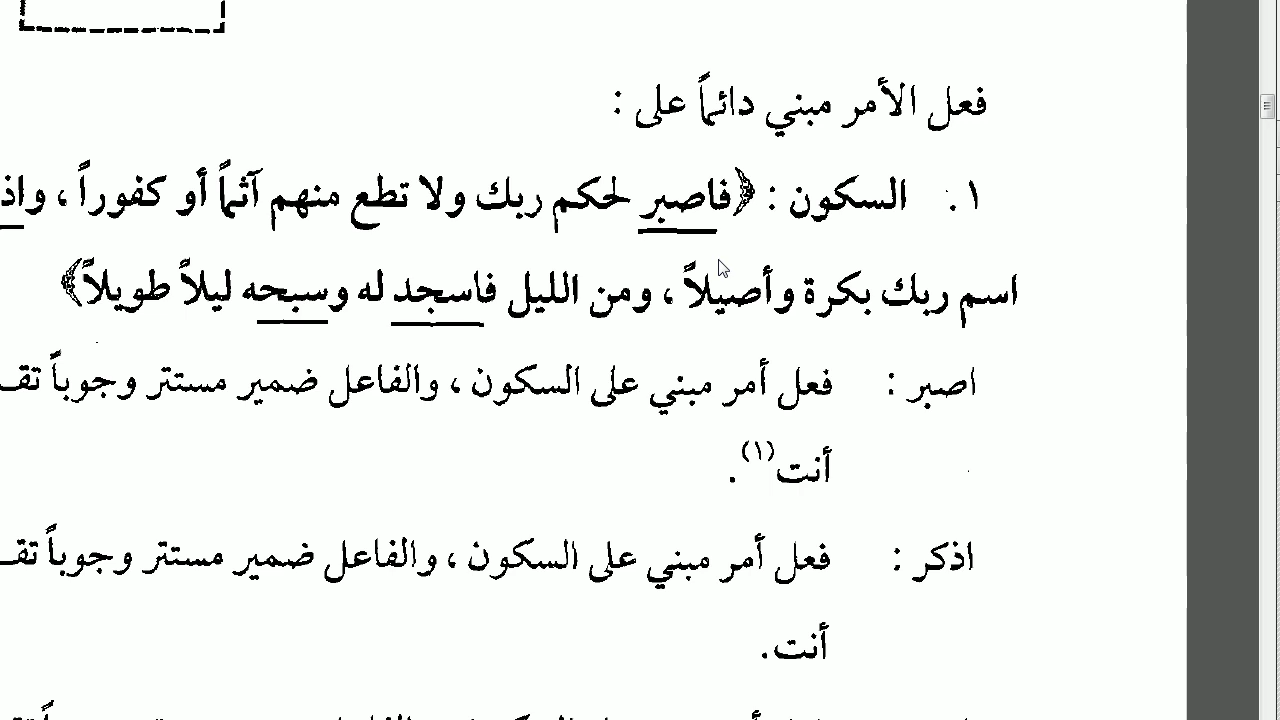 فعل الأمر مبني دائماً على :
١. السكون : ﴿فاصبر لحكم ربك ولا تطع منهم آثماً أو كفوراً ، واذ
اسم ربك بكرة وأصيلاً ، ومن الليل فاسجد له وسبحه ليلاً طويلاً﴾
اصبر : فعل أمر مبني على السكون ، والفاعل ضمير مستتر وجوباً تقـ
أنت(١).
اذكر : فعل أمر مبني على السكون ، والفاعل ضمير مستتر وجوباً تقـ
أنت.